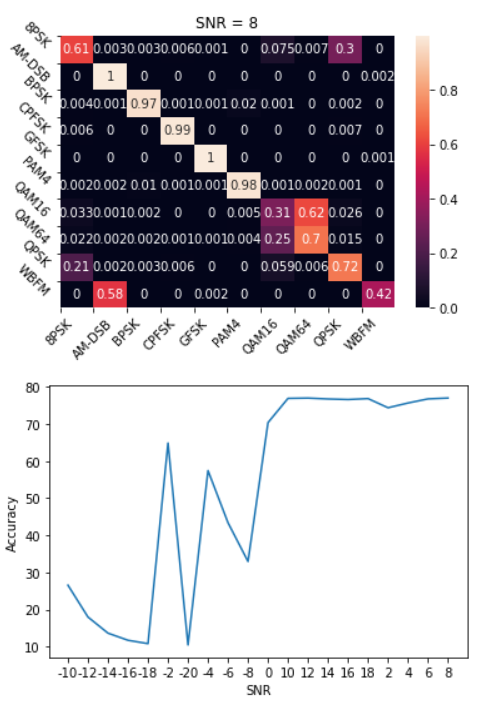 SNR = 8
8PSK 0.61 0.003 0.003 0.006 0.001 0 0.075 0.007 0.3 0
AM-DSB 0 1 0 0 0 0 0 0 0 0.002
BPSK 0.004 0.001 0.97 0.001 0.001 0.02 0.001 0 0.002 0
CPFSK 0.006 0 0 0.99 0 0 0 0 0.007 0
GFSK 0 0 0 0 1 0 0 0 0 0.001
PAM4 0.002 0.002 0.01 0.001 0.001 0.98 0.001 0.002 0.001 0
QAM16 0.033 0.001 0.002 0 0 0.005 0.31 0.62 0.026 0
QAM64 0.022 0.002 0.002 0.001 0.001 0.004 0.25 0.7 0.015 0
QPSK 0.21 0.002 0.003 0.006 0 0 0.059 0.006 0.72 0
WBFM 0 0.58 0 0 0.002 0 0 0 0 0.42
8PSK AM-DSB BPSK CPFSK GFSK PAM4 QAM16 QAM64 QPSK WBFM
0.8
0.6
0.4
0.2
0.0
80
70
60
50
40
30
20
10
Accuracy
-10 -12 -14 -16 -18 -2 -20 -4 -6 -8 0 10 12 14 16 18 2 4 6 8
SNR